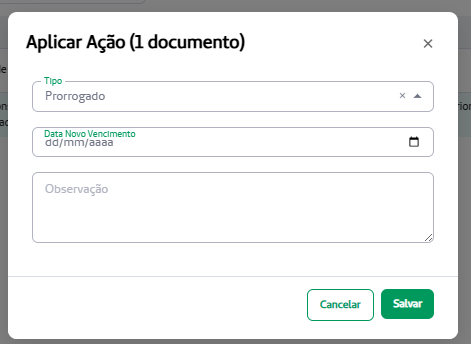 Aplicar Ação (1 documento)
Tipo
Prorrogado
Data Novo Vencimento
dd/mm/aaaa
Observação
Cancelar
Salvar